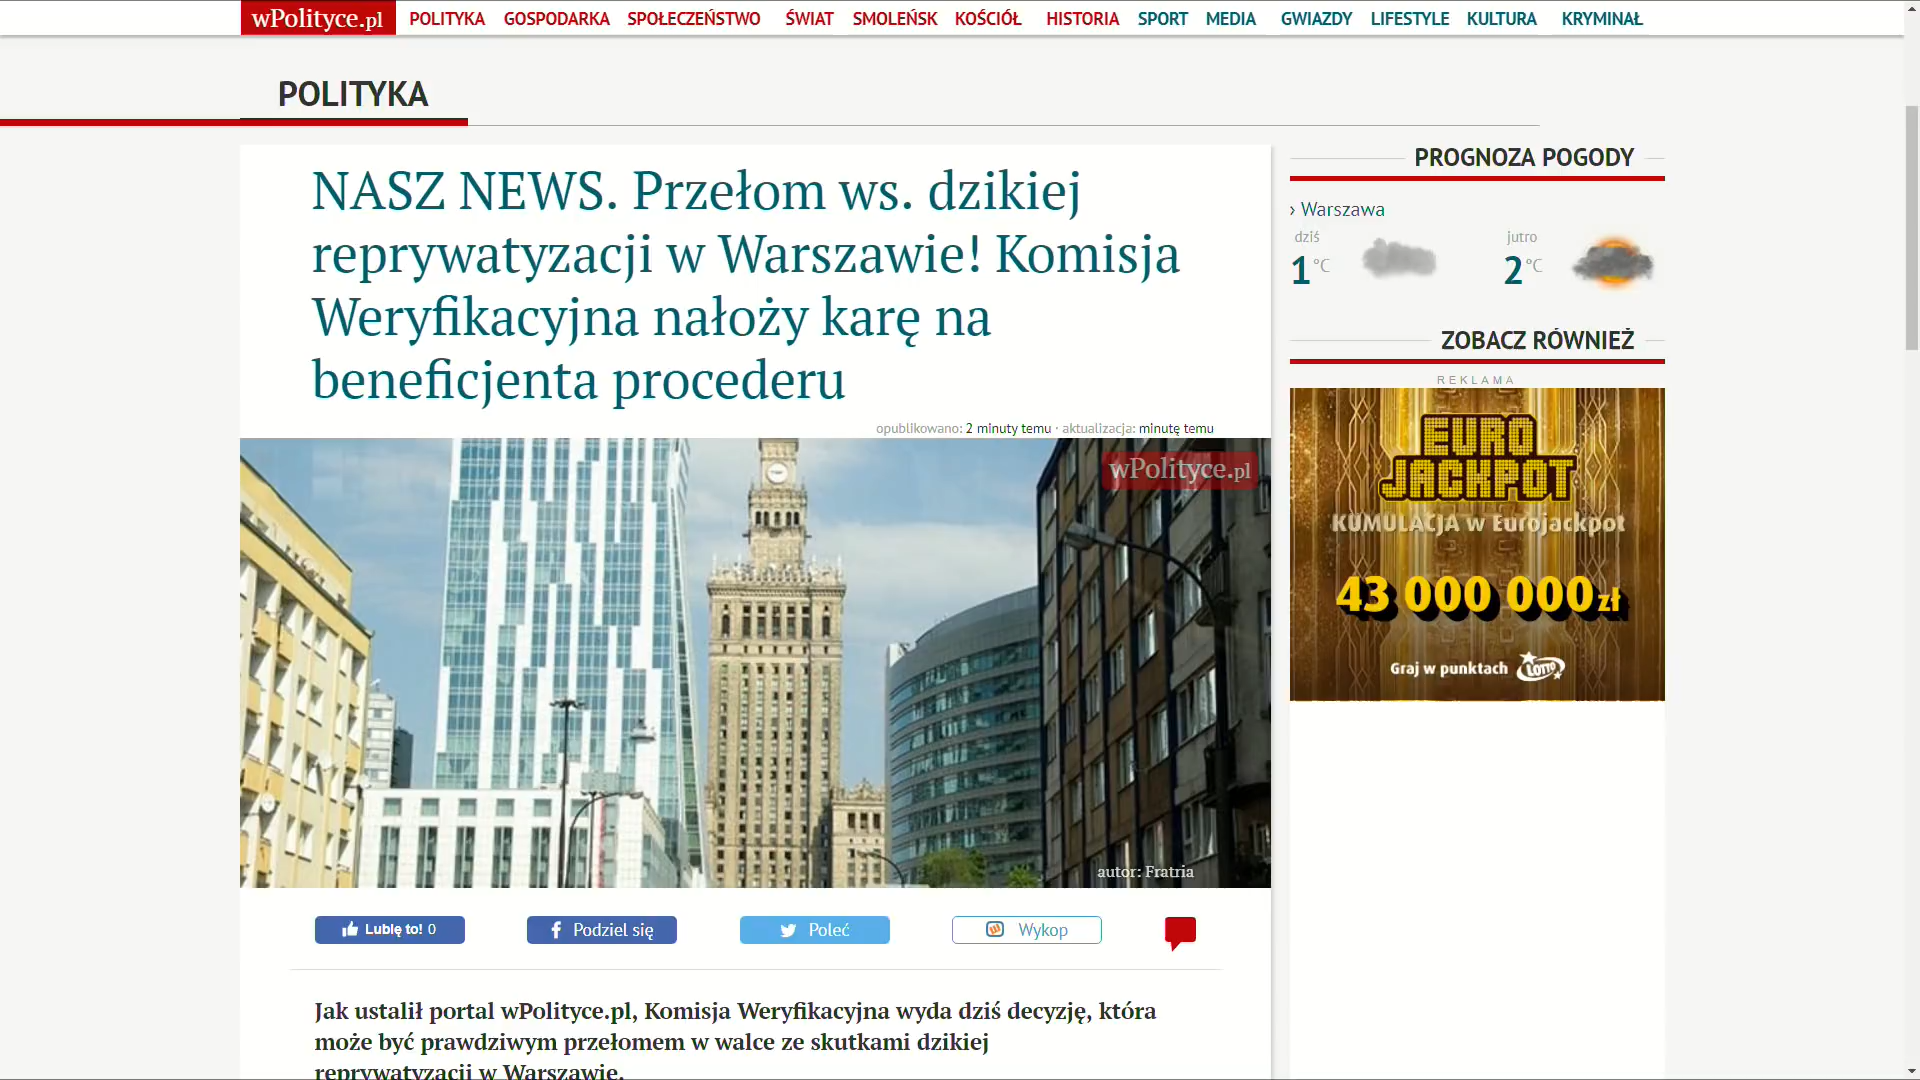 wPolityce.pl POLITYKA GOSPODARKA SPOŁECZEŃSTWO ŚWIAT SMOLEŃSK KOŚCIÓŁ HISTORIA SPORT MEDIA GWIAZDY LIFESTYLE KULTURA KRYMINAŁ
POLITYKA
NASZ NEWS. Przełom ws. dzikiej
reprywatyzacji w Warszawie! Komisja
Weryfikacyjna nałoży karę na
beneficjenta procederu
opublikowano: 2 minuty temu · aktualizacja: minutę temu
wPolityce.pl
autor: Fratria
Lubię to! 0 Podziel się Poleć Wykop
Jak ustalił portal wPolityce.pl, Komisja Weryfikacyjna wyda dziś decyzję, która
może być prawdziwym przełomem w walce ze skutkami dzikiej
reprywatyzacji w Warszawie.
PROGNOZA POGODY
› Warszawa
dziś jutro
1°C 2°C
ZOBACZ RÓWNIEŻ
REKLAMA
EURO
JACKPOT
KUMULACJA w Eurojackpot
43 000 000 zł
Graj w punktach LOTTO